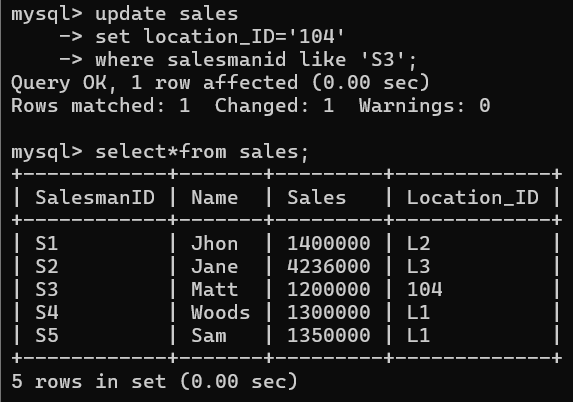 mysql> update sales
    -> set location_ID='104'
    -> where salesmanid like 'S3';
Query OK, 1 row affected (0.00 sec)
Rows matched: 1  Changed: 1  Warnings: 0

mysql> select*from sales;
+------------+-------+---------+-------------+
| SalesmanID | Name  | Sales   | Location_ID |
+------------+-------+---------+-------------+
| S1         | Jhon  | 1400000 | L2          |
| S2         | Jane  | 4236000 | L3          |
| S3         | Matt  | 1200000 | 104         |
| S4         | Woods | 1300000 | L1          |
| S5         | Sam   | 1350000 | L1          |
+------------+-------+---------+-------------+
5 rows in set (0.00 sec)